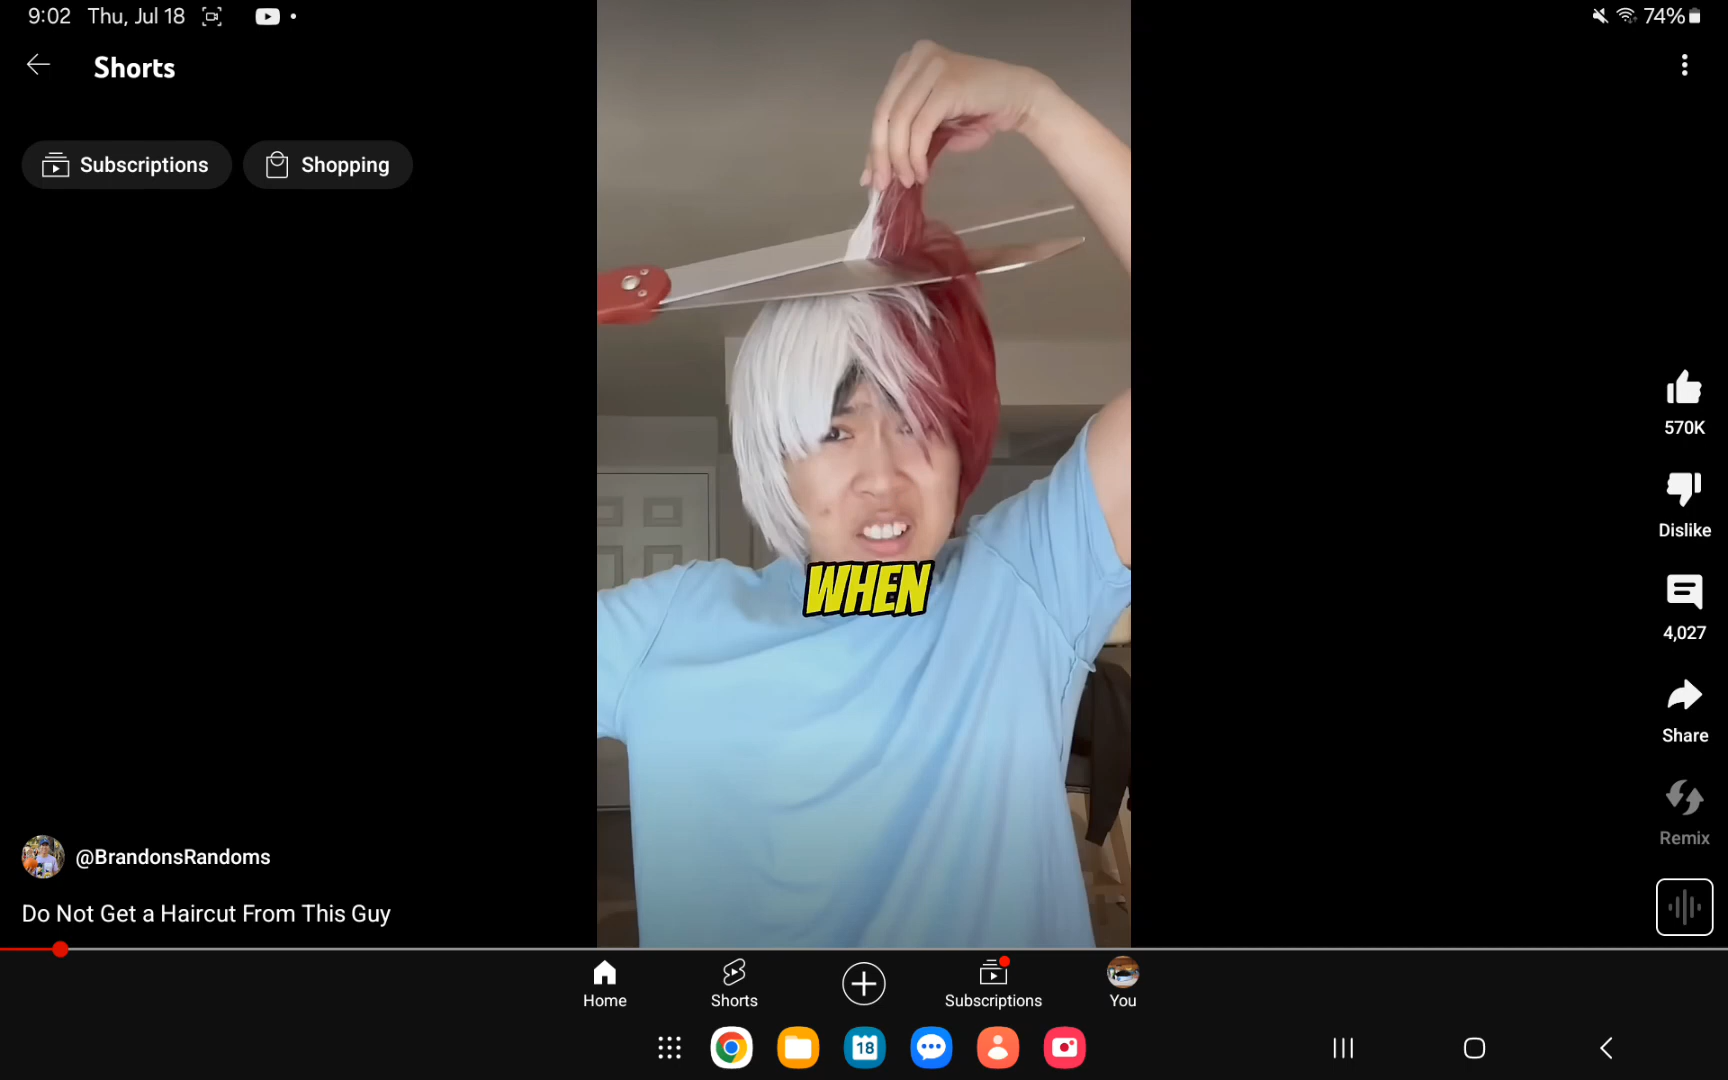 9:02 Thu, Jul 18
74%
Shorts
Subscriptions
Shopping
WHEN
570K
Dislike
4,027
Share
Remix
@BrandonsRandoms
Do Not Get a Haircut From This Guy
Home
Shorts
Subscriptions
You
18